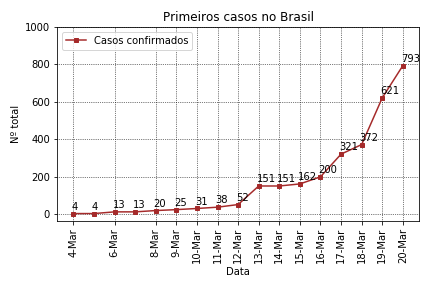 Primeiros casos no Brasil
Casos confirmados
Nº total
1000
800
600
400
200
0
4 4 13 13 20 25 31 38 52 151 151 162 200 321 372 621 793
4-Mar 6-Mar 8-Mar 9-Mar 10-Mar 11-Mar 12-Mar 13-Mar 14-Mar 15-Mar 16-Mar 17-Mar 18-Mar 19-Mar 20-Mar
Data